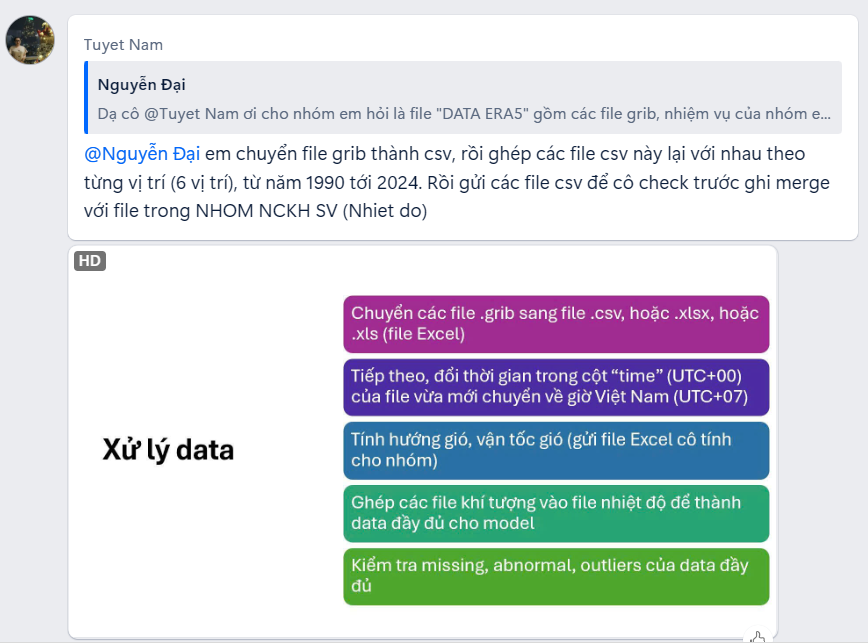 Tuyet Nam
Nguyễn Đại
Dạ cô @Tuyet Nam ơi cho nhóm em hỏi là file "DATA ERA5" gồm các file grib, nhiệm vụ của nhóm e...
@Nguyễn Đại em chuyển file grib thành csv, rồi ghép các file csv này lại với nhau theo
từng vị trí (6 vị trí), từ năm 1990 tới 2024. Rồi gửi các file csv để cô check trước ghi merge
với file trong NHOM NCKH SV (Nhiet do)
HD
Xử lý data
Chuyển các file .grib sang file .csv, hoặc .xlsx, hoặc
.xls (file Excel)
Tiếp theo, đổi thời gian trong cột “time” (UTC+00)
của file vừa mới chuyển về giờ Việt Nam (UTC+07)
Tính hướng gió, vận tốc gió (gửi file Excel cô tính
cho nhóm)
Ghép các file khí tượng vào file nhiệt độ để thành
data đầy đủ cho model
Kiểm tra missing, abnormal, outliers của data đầy
đủ